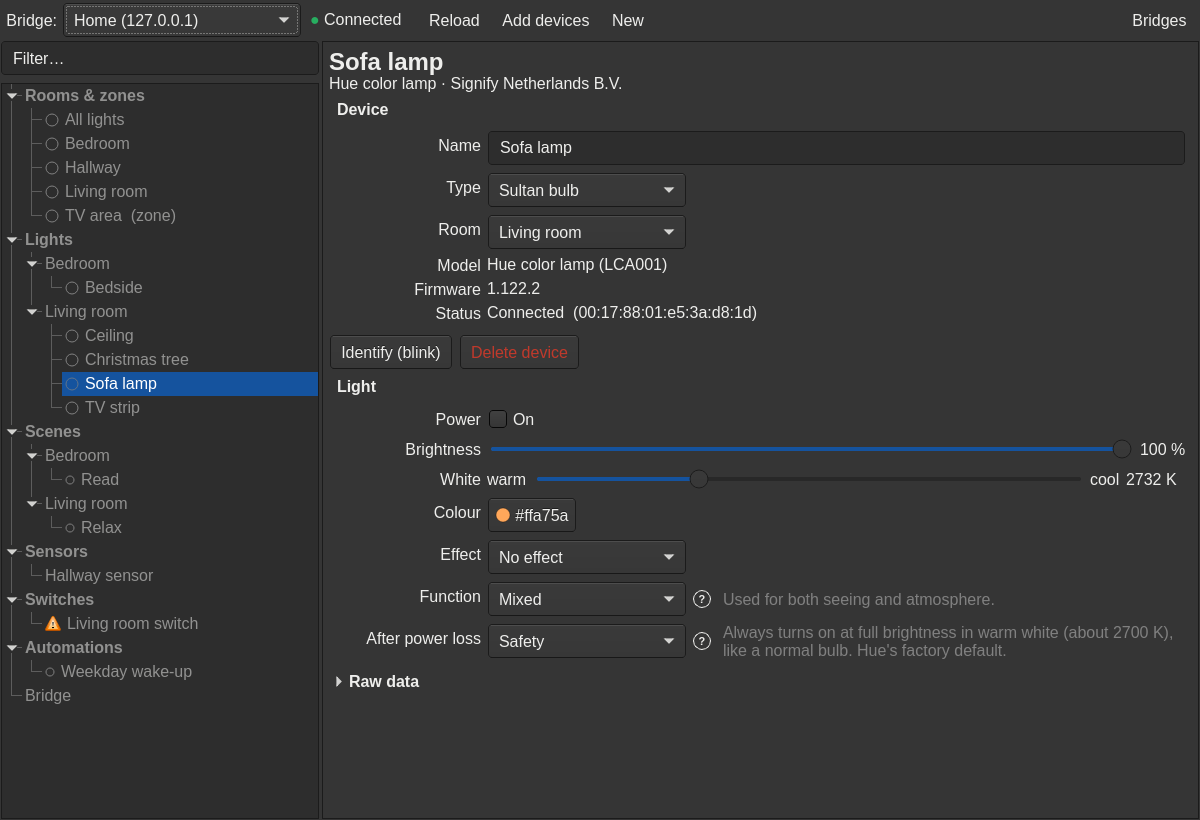 Bridge: Home (127.0.0.1) Connected Reload Add devices New Bridges
Filter…
Rooms & zones
All lights
Bedroom
Hallway
Living room
TV area (zone)
Lights
Bedroom
Bedside
Living room
Ceiling
Christmas tree
Sofa lamp
TV strip
Scenes
Bedroom
Read
Living room
Relax
Sensors
Hallway sensor
Switches
Living room switch
Automations
Weekday wake-up
Bridge
Sofa lamp
Hue color lamp · Signify Netherlands B.V.
Device
Name Sofa lamp
Type Sultan bulb
Room Living room
Model Hue color lamp (LCA001)
Firmware 1.122.2
Status Connected (00:17:88:01:e5:3a:d8:1d)
Identify (blink) Delete device
Light
Power On
Brightness 100 %
White warm cool 2732 K
Colour #ffa75a
Effect No effect
Function Mixed ? Used for both seeing and atmosphere.
After power loss Safety ? Always turns on at full brightness in warm white (about 2700 K),
like a normal bulb. Hue's factory default.
Raw data